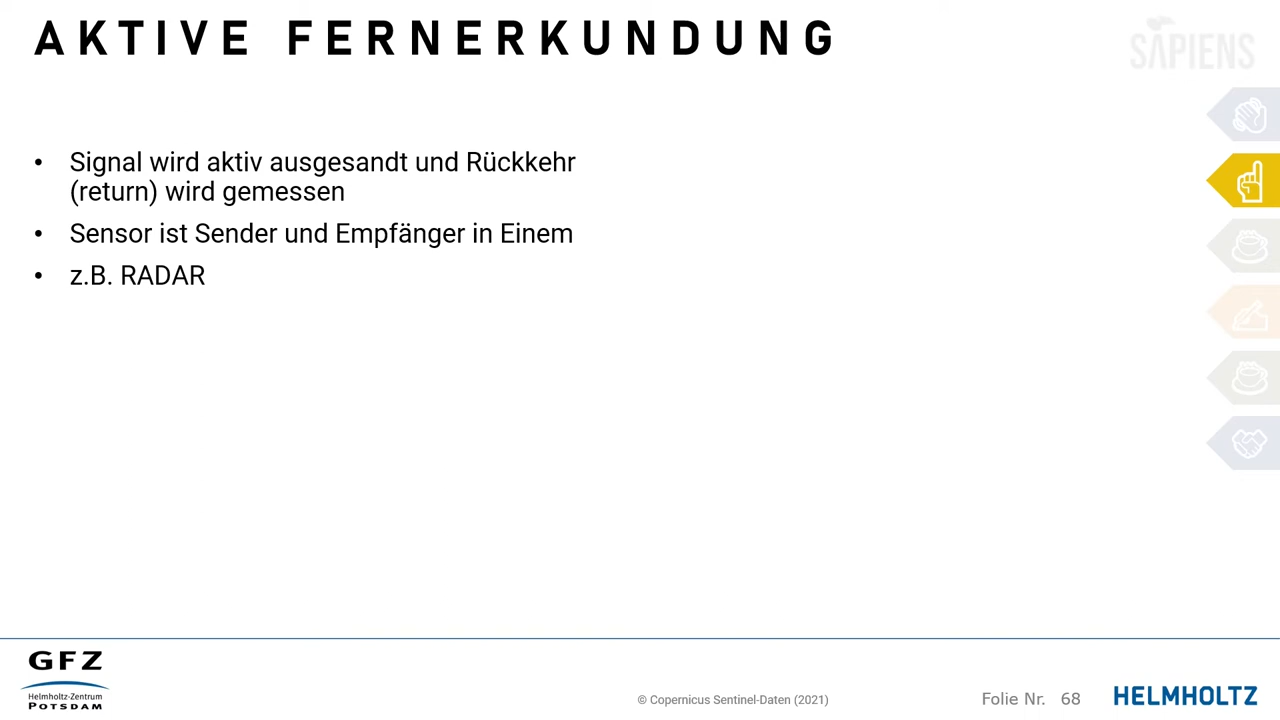 AKTIVE FERNERKUNDUNG
SAPIENS
• Signal wird aktiv ausgesandt und Rückkehr
(return) wird gemessen
• Sensor ist Sender und Empfänger in Einem
• z.B. RADAR
GFZ
Helmholtz-Zentrum
POTSDAM
© Copernicus Sentinel-Daten (2021)
Folie Nr. 68
HELMHOLTZ